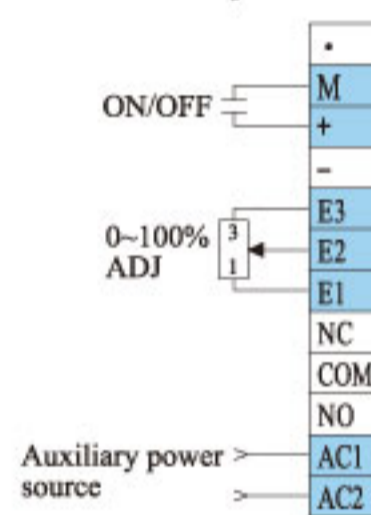 •
M
ON/OFF
+
−
E3
0~100% 3
E2
ADJ 1
E1
NC
COM
NO
Auxiliary power AC1
source AC2